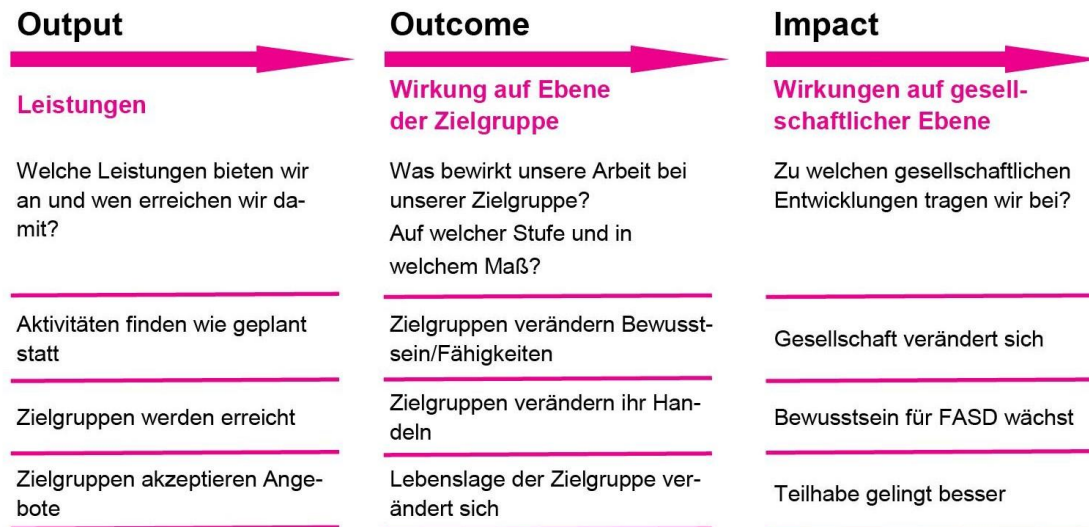 Output
Leistungen
Welche Leistungen bieten wir
an und wen erreichen wir da-
mit?
Aktivitäten finden wie geplant
statt
Zielgruppen werden erreicht
Zielgruppen akzeptieren Ange-
bote
Outcome
Wirkung auf Ebene
der Zielgruppe
Was bewirkt unsere Arbeit bei
unserer Zielgruppe?
Auf welcher Stufe und in
welchem Maß?
Zielgruppen verändern Bewusst-
sein/Fähigkeiten
Zielgruppen verändern ihr Han-
deln
Lebenslage der Zielgruppe ver-
ändert sich
Impact
Wirkungen auf gesell-
schaftlicher Ebene
Zu welchen gesellschaftlichen
Entwicklungen tragen wir bei?
Gesellschaft verändert sich
Bewusstsein für FASD wächst
Teilhabe gelingt besser